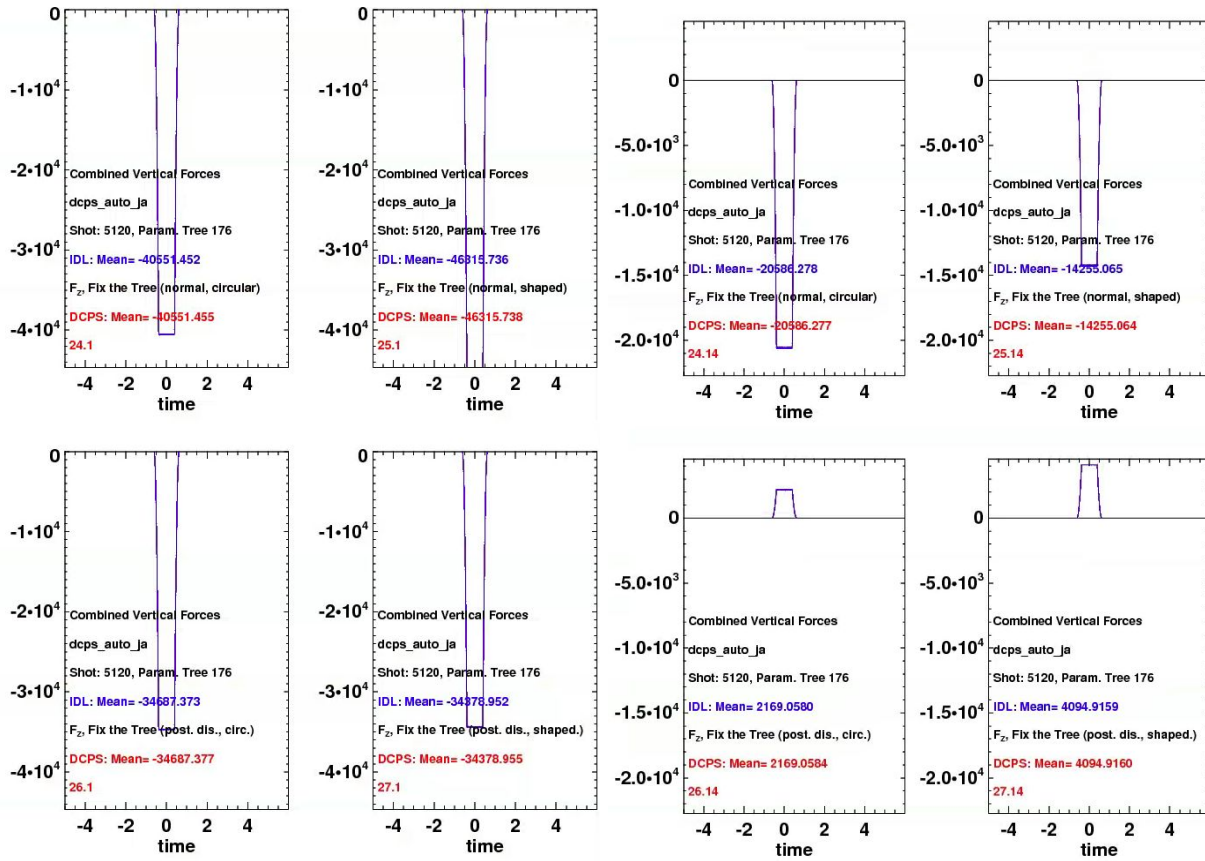 0
-1•10⁴
-2•10⁴
-3•10⁴
-4•10⁴
Combined Vertical Forces
dcps_auto_ja
Shot: 5120, Param. Tree 176
IDL: Mean= -40551.452
F_Z, Fix the Tree (normal, circular)
DCPS: Mean= -40551.455
24.1
-4 -2 0 2 4
time
0
-1•10⁴
-2•10⁴
-3•10⁴
-4•10⁴
Combined Vertical Forces
dcps_auto_ja
Shot: 5120, Param. Tree 176
IDL: Mean= -46315.736
F_Z, Fix the Tree (normal, shaped)
DCPS: Mean= -46315.738
25.1
-4 -2 0 2 4
time
0
-5.0•10³
-1.0•10⁴
-1.5•10⁴
-2.0•10⁴
Combined Vertical Forces
dcps_auto_ja
Shot: 5120, Param. Tree 176
IDL: Mean= -20586.278
F_Z, Fix the Tree (normal, circular)
DCPS: Mean= -20586.277
24.14
-4 -2 0 2 4
time
0
-5.0•10³
-1.0•10⁴
-1.5•10⁴
-2.0•10⁴
Combined Vertical Forces
dcps_auto_ja
Shot: 5120, Param. Tree 176
IDL: Mean= -14255.065
F_Z, Fix the Tree (normal, shaped)
DCPS: Mean= -14255.064
25.14
-4 -2 0 2 4
time
0
-1•10⁴
-2•10⁴
-3•10⁴
-4•10⁴
Combined Vertical Forces
dcps_auto_ja
Shot: 5120, Param. Tree 176
IDL: Mean= -34687.373
F_Z, Fix the Tree (post. dis., circ.)
DCPS: Mean= -34687.377
26.1
-4 -2 0 2 4
time
0
-1•10⁴
-2•10⁴
-3•10⁴
-4•10⁴
Combined Vertical Forces
dcps_auto_ja
Shot: 5120, Param. Tree 176
IDL: Mean= -34378.952
F_Z, Fix the Tree (post. dis., shaped.)
DCPS: Mean= -34378.955
27.1
-4 -2 0 2 4
time
0
-5.0•10³
-1.0•10⁴
-1.5•10⁴
-2.0•10⁴
Combined Vertical Forces
dcps_auto_ja
Shot: 5120, Param. Tree 176
IDL: Mean= 2169.0580
F_Z, Fix the Tree (post. dis., circ.)
DCPS: Mean= 2169.0584
26.14
-4 -2 0 2 4
time
0
-5.0•10³
-1.0•10⁴
-1.5•10⁴
-2.0•10⁴
Combined Vertical Forces
dcps_auto_ja
Shot: 5120, Param. Tree 176
IDL: Mean= 4094.9159
F_Z, Fix the Tree (post. dis., shaped.)
DCPS: Mean= 4094.9160
27.14
-4 -2 0 2 4
time